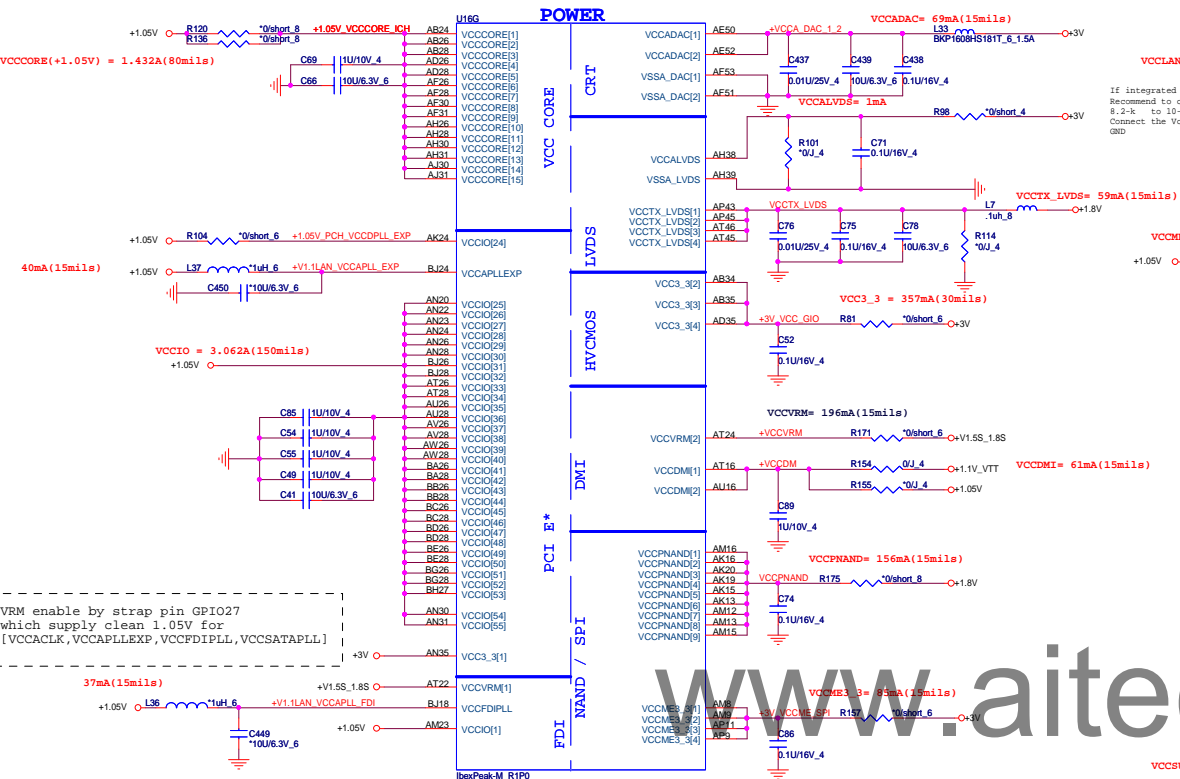 POWER
U16G
+1.05V
R120
*0/short_8
R136
*0/short_8
+1.05V_VCCCORE_ICH
VCCCORE(+1.05V) = 1.432A(80mils)
C69
1U/10V_4
C66
10U/6.3V_6
AB24
AB26
AB28
AD26
AD28
AF26
AF28
AF30
AF31
AH26
AH28
AH30
AH31
AJ30
AJ31
VCCCORE[1]
VCCCORE[2]
VCCCORE[3]
VCCCORE[4]
VCCCORE[5]
VCCCORE[6]
VCCCORE[7]
VCCCORE[8]
VCCCORE[9]
VCCCORE[10]
VCCCORE[11]
VCCCORE[12]
VCCCORE[13]
VCCCORE[14]
VCCCORE[15]
VCC CORE
CRT
VCCADAC[1]
VCCADAC[2]
VSSA_DAC[1]
VSSA_DAC[2]
AE50
AE52
AF53
AF51
+VCCA_DAC_1_2
VCCADAC= 69mA(15mils)
L33
BKP1608HS181T_6_1.5A
+3V
C437
0.01U/25V_4
C439
10U/6.3V_6
C438
0.1U/16V_4
VCCLAN
If integrated
Recommend to c
8.2-k to 10-
Connect the Vc
GND
VCCALVDS= 1mA
R98
*0/short_4
+3V
R101
*0/J_4
C71
0.1U/16V_4
VCCALVDS
AH38
VSSA_LVDS
AH39
VCCTX_LVDS= 59mA(15mils)
LVDS
VCCTX_LVDS[1]
VCCTX_LVDS[2]
VCCTX_LVDS[3]
VCCTX_LVDS[4]
AP43
AP45
AT46
AT45
VCCTX_LVDS
L7
.1uh_8
+1.8V
C76
0.01U/25V_4
C75
0.1U/16V_4
C78
10U/6.3V_6
R114
*0/J_4
VCCME
+1.05V
+1.05V
R104
*0/short_6
+1.05V_PCH_VCCDPLL_EXP
AK24
VCCIO[24]
40mA(15mils)
+1.05V
L37
*1uH_6
+V1.1LAN_VCCAPLL_EXP
BJ24
VCCAPLLEXP
C450
*10U/6.3V_6
HVCMOS
VCC3_3[2]
VCC3_3[3]
VCC3_3[4]
AB34
AB35
AD35
VCC3_3 = 357mA(30mils)
+3V_VCC_GIO
R81
*0/short_6
+3V
C52
0.1U/16V_4
VCCIO = 3.062A(150mils)
+1.05V
AN20
AN22
AN23
AN24
AN26
AN28
BJ26
BJ28
AT26
AT28
AU26
AU28
AV26
AV28
AW26
AW28
BA26
BA28
BB26
BB28
BC26
BC28
BD26
BD28
BE26
BE28
BG26
BG28
BH27
AN30
AN31
VCCIO[25]
VCCIO[26]
VCCIO[27]
VCCIO[28]
VCCIO[29]
VCCIO[30]
VCCIO[31]
VCCIO[32]
VCCIO[33]
VCCIO[34]
VCCIO[35]
VCCIO[36]
VCCIO[37]
VCCIO[38]
VCCIO[39]
VCCIO[40]
VCCIO[41]
VCCIO[42]
VCCIO[43]
VCCIO[44]
VCCIO[45]
VCCIO[46]
VCCIO[47]
VCCIO[48]
VCCIO[49]
VCCIO[50]
VCCIO[51]
VCCIO[52]
VCCIO[53]
VCCIO[54]
VCCIO[55]
C85
1U/10V_4
C54
1U/10V_4
C55
1U/10V_4
C49
1U/10V_4
C41
10U/6.3V_6
PCI E*
DMI
VCCVRM= 196mA(15mils)
VCCVRM[2]
AT24
+VCCVRM
R171
*0/short_6
+V1.5S_1.8S
VCCDMI[1]
AT16
VCCDMI[2]
AU16
+VCCDM
R154
0/J_4
+1.1V_VTT
R155
*0/J_4
+1.05V
VCCDMI= 61mA(15mils)
C89
1U/10V_4
VCCPNAND= 156mA(15mils)
NAND / SPI
VCCPNAND[1]
VCCPNAND[2]
VCCPNAND[3]
VCCPNAND[4]
VCCPNAND[5]
VCCPNAND[6]
VCCPNAND[7]
VCCPNAND[8]
VCCPNAND[9]
AM16
AK16
AK20
AK19
AK15
AK13
AM12
AM13
AM15
VCCPNAND
R175
*0/short_8
+1.8V
C74
0.1U/16V_4
VRM enable by strap pin GPIO27
which supply clean 1.05V for
[VCCACLK,VCCAPLLEXP,VCCFDIPLL,VCCSATAPLL]
+3V
AN35
VCC3_3[1]
37mA(15mils)
+V1.5S_1.8S
AT22
VCCVRM[1]
+1.05V
L36
*1uH_6
+V1.1LAN_VCCAPLL_FDI
BJ18
VCCFDIPLL
+1.05V
AM23
VCCIO[1]
C449
*10U/6.3V_6
FDI
VCCME3_3= 85mA(15mils)
VCCME3_3[1]
VCCME3_3[2]
VCCME3_3[3]
VCCME3_3[4]
AM8
AM9
AP11
AP9
+3V_VCCME_SPI
R157
*0/short_6
+3V
C86
0.1U/16V_4
VCCSU
IbexPeak-M_R1P0
www.aited